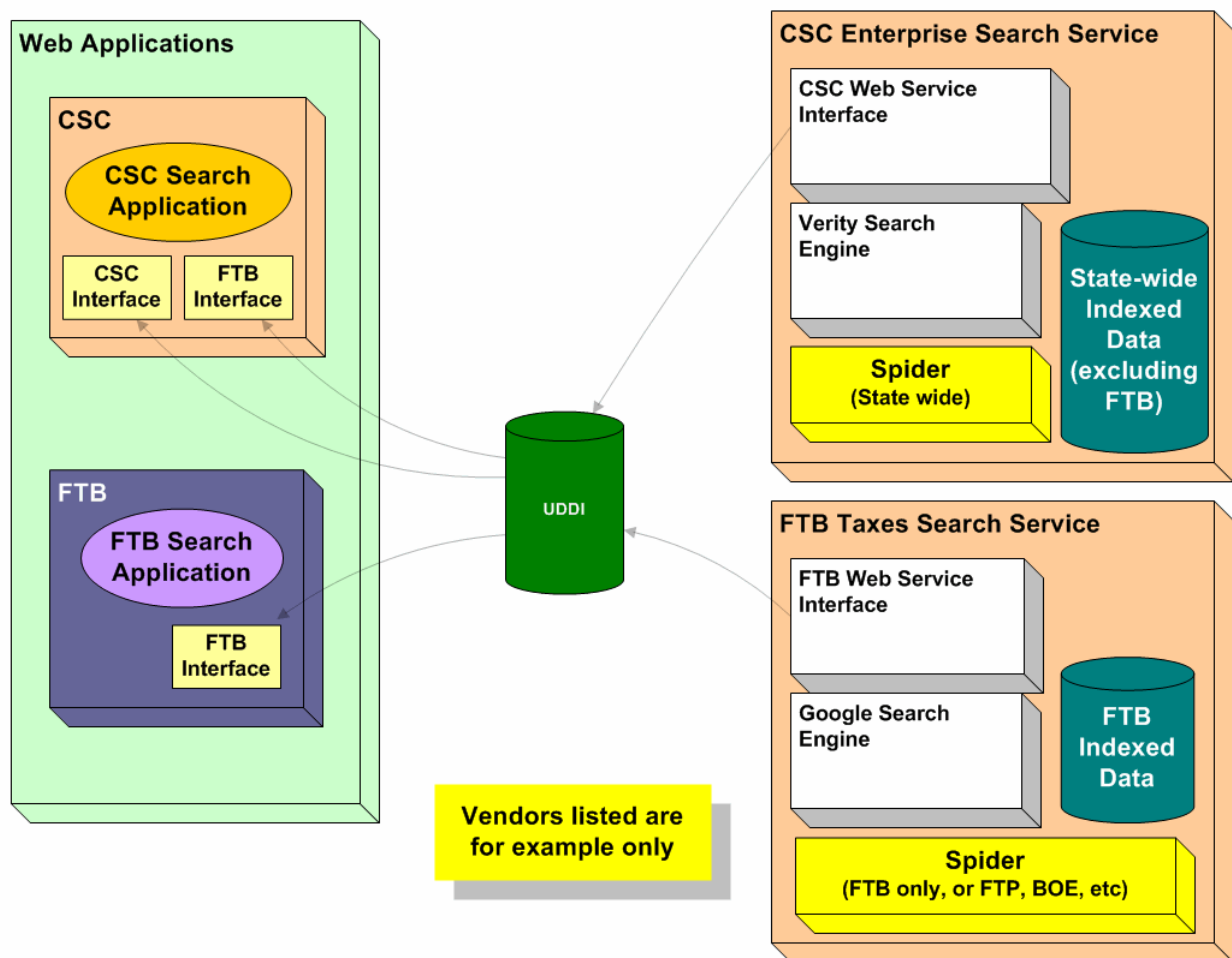 Web Applications
CSC
CSC Search
Application
CSC
Interface
FTB
Interface
FTB
FTB Search
Application
FTB
Interface
UDDI
Vendors listed are
for example only
CSC Enterprise Search Service
CSC Web Service
Interface
Verity Search
Engine
Spider
(State wide)
State-wide
Indexed
Data
(excluding
FTB)
FTB Taxes Search Service
FTB Web Service
Interface
Google Search
Engine
FTB
Indexed
Data
Spider
(FTB only, or FTP, BOE, etc)